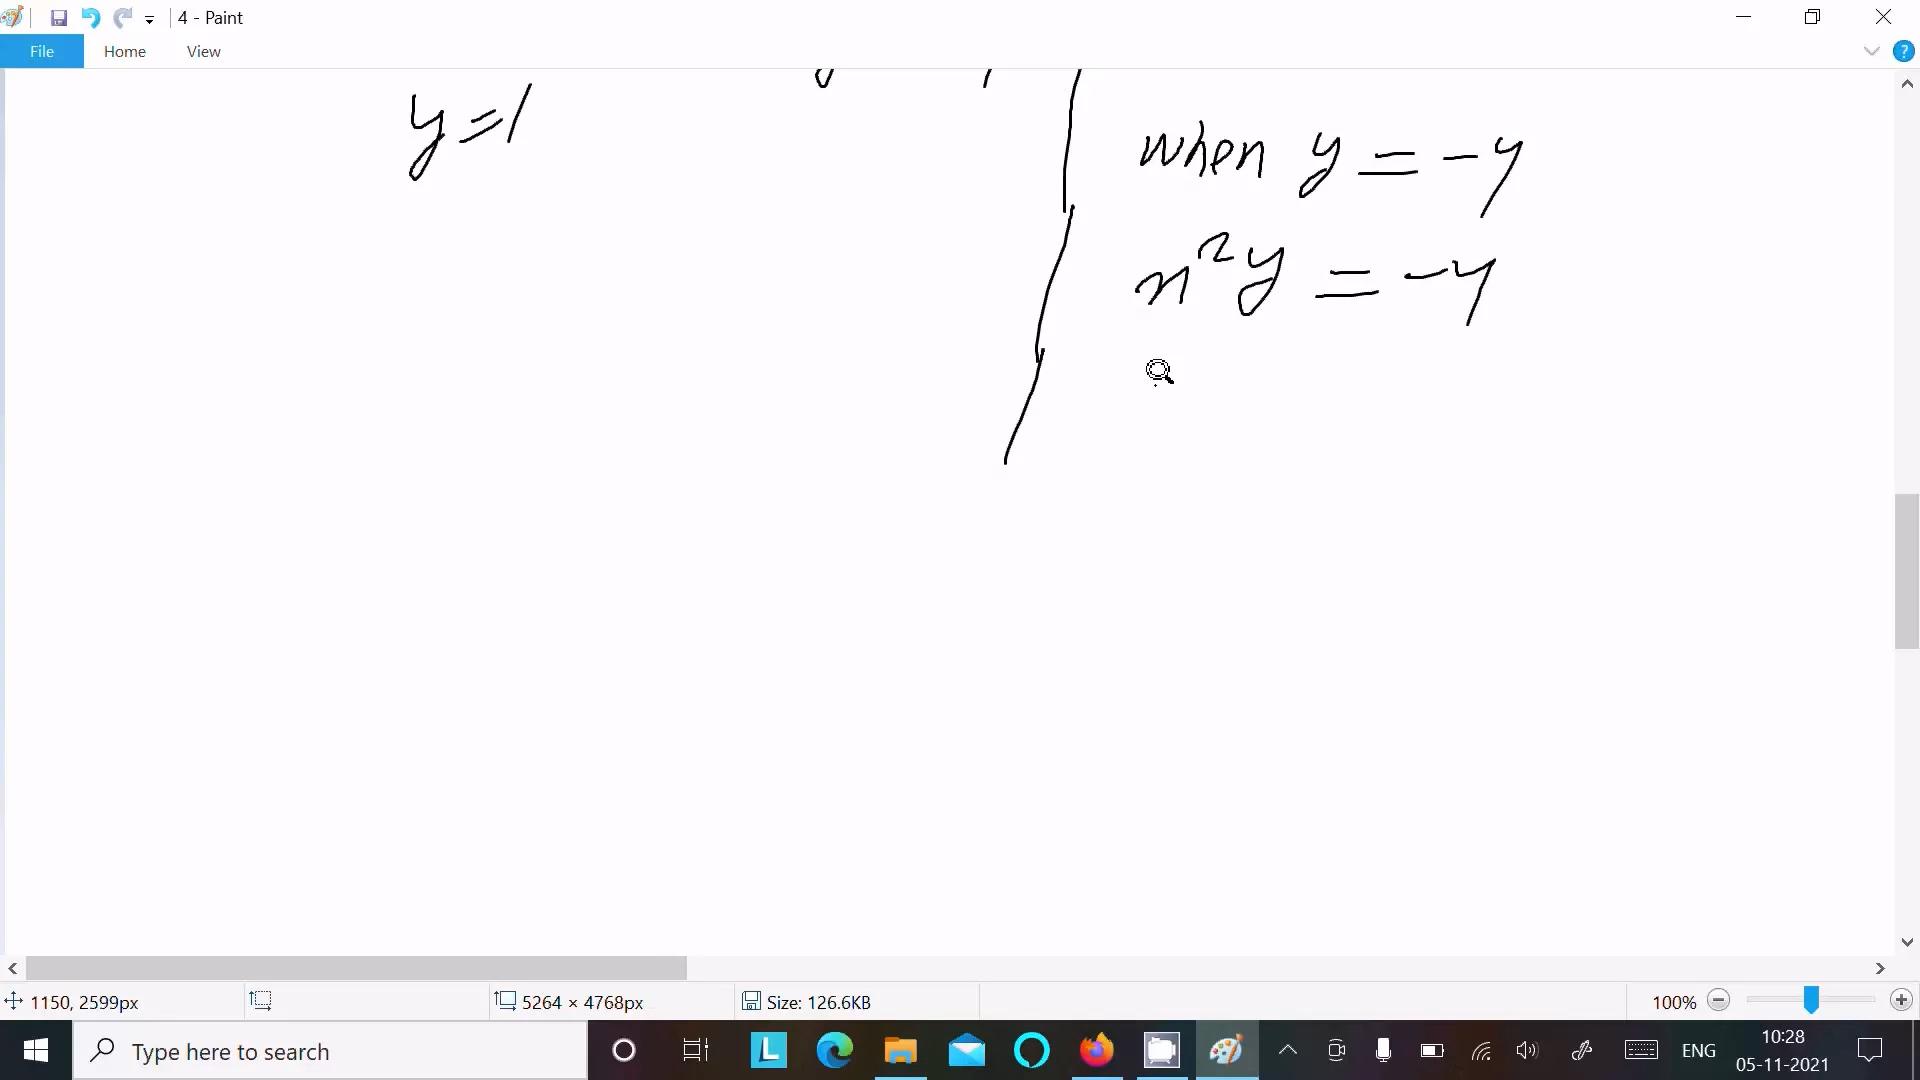 4 - Paint
File Home View
y=1
when y = -4
x²y = -4
1150, 2599px
5264 × 4768px
Size: 126.6KB
100%
Type here to search
L
ENG
10:28
05-11-2021